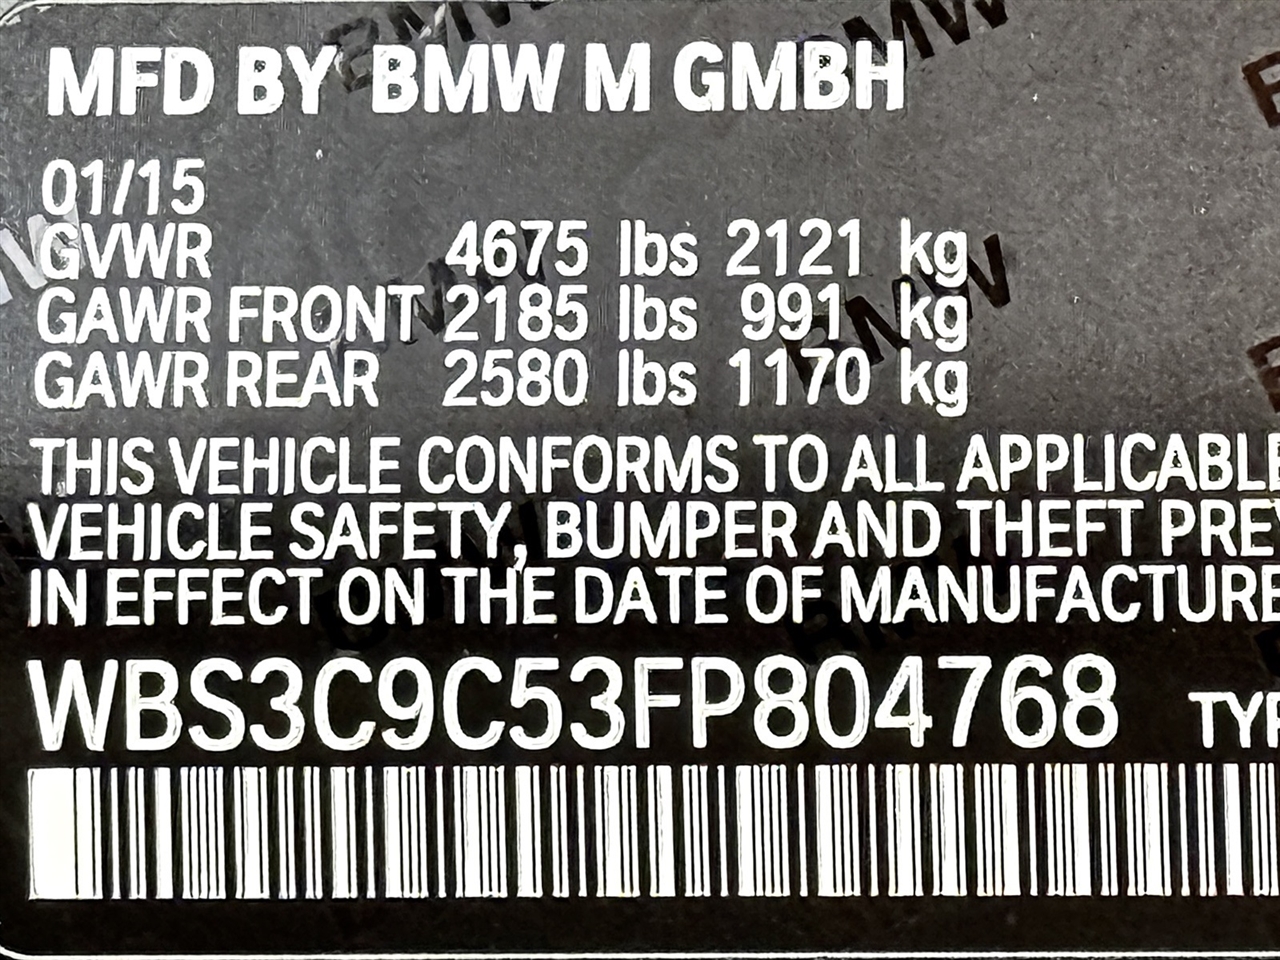 MFD BY BMW M GMBH
01/15
GVWR 4675 lbs 2121 kg
GAWR FRONT 2185 lbs 991 kg
GAWR REAR 2580 lbs 1170 kg
THIS VEHICLE CONFORMS TO ALL APPLICABLE
VEHICLE SAFETY, BUMPER AND THEFT PREV
IN EFFECT ON THE DATE OF MANUFACTURE
WBS3C9C53FP804768 TYP